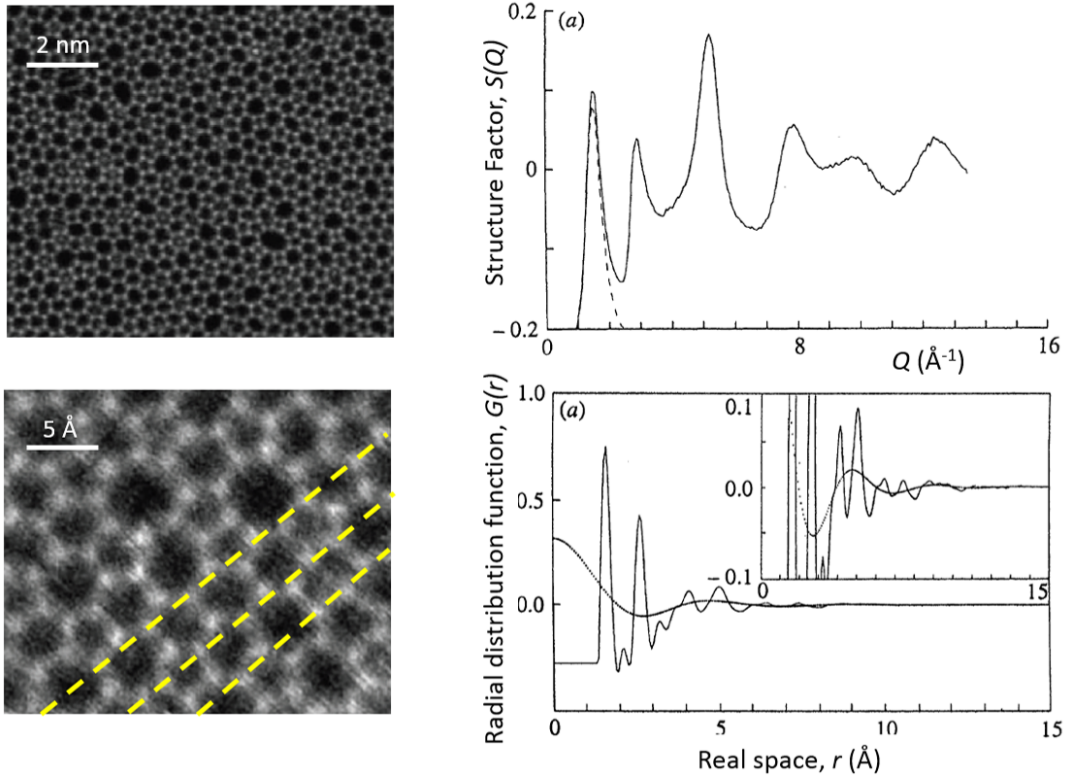 2 nm
5 Å
(a)
Structure Factor, S(Q)
0.2
0
− 0.2
0
8
16
Q (Å-1)
(a)
Radial distribution function, G(r)
1.0
0.5
0.0
0
5
10
15
Real space, r (Å)
0.1
0.0
−0.1
0
15